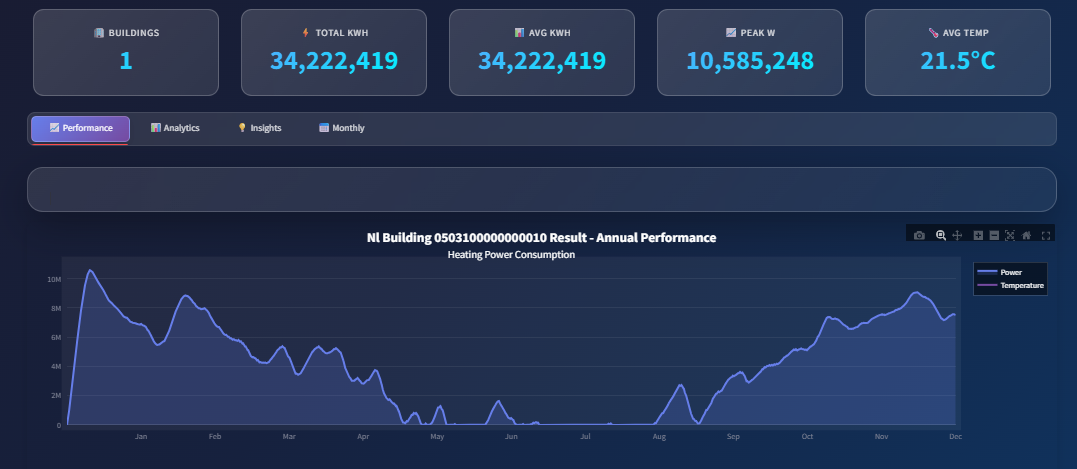 BUILDINGS
1
TOTAL KWH
34,222,419
AVG KWH
34,222,419
PEAK W
10,585,248
AVG TEMP
21.5°C
Performance
Analytics
Insights
Monthly
Nl Building 0503100000000010 Result - Annual Performance
Heating Power Consumption
Power
Temperature
10M
8M
6M
4M
2M
0
Jan Feb Mar Apr May Jun Jul Aug Sep Oct Nov Dec